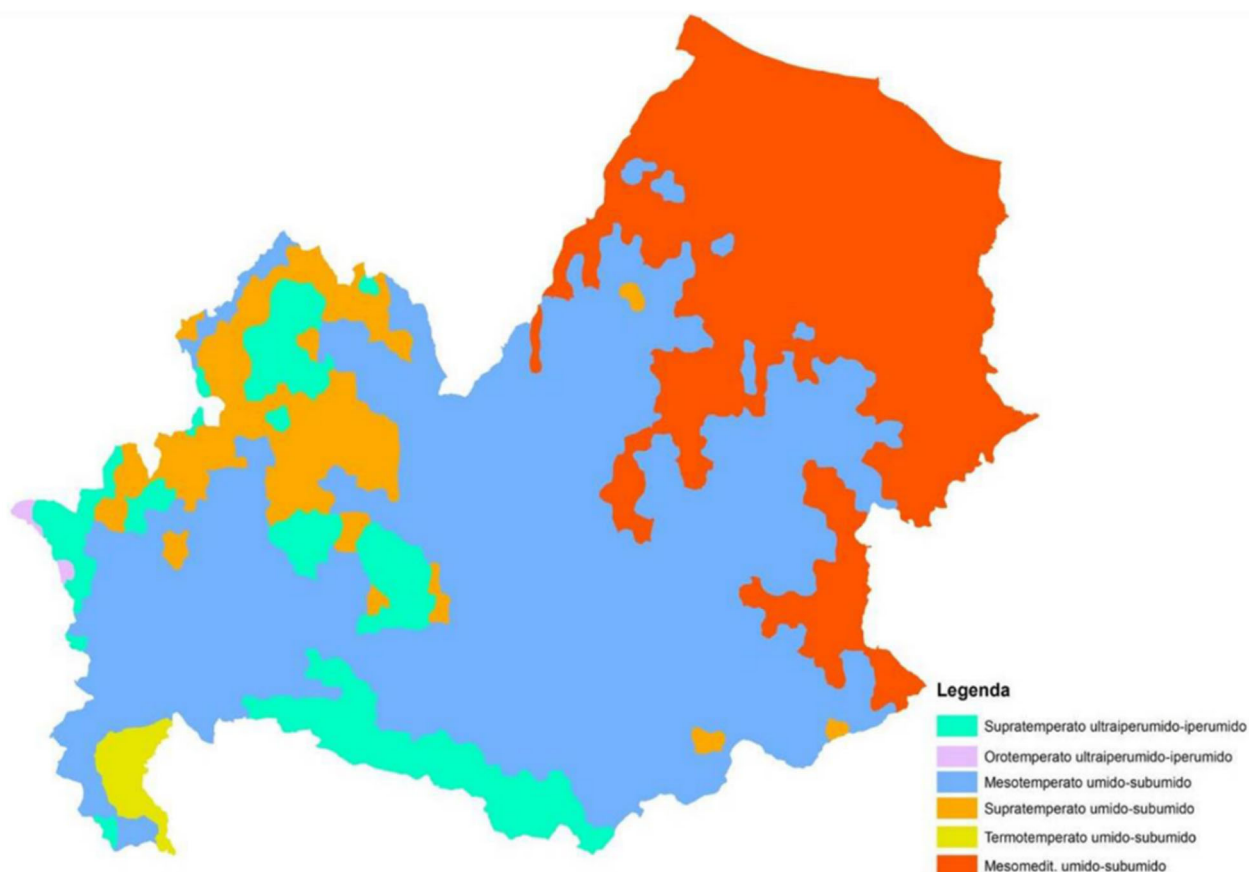 Legenda
Supratemperato ultraiperumido-iperumido
Orotemperato ultraiperumido-iperumido
Mesotemperato umido-subumido
Supratemperato umido-subumido
Termotemperato umido-subumido
Mesomedit. umido-subumido